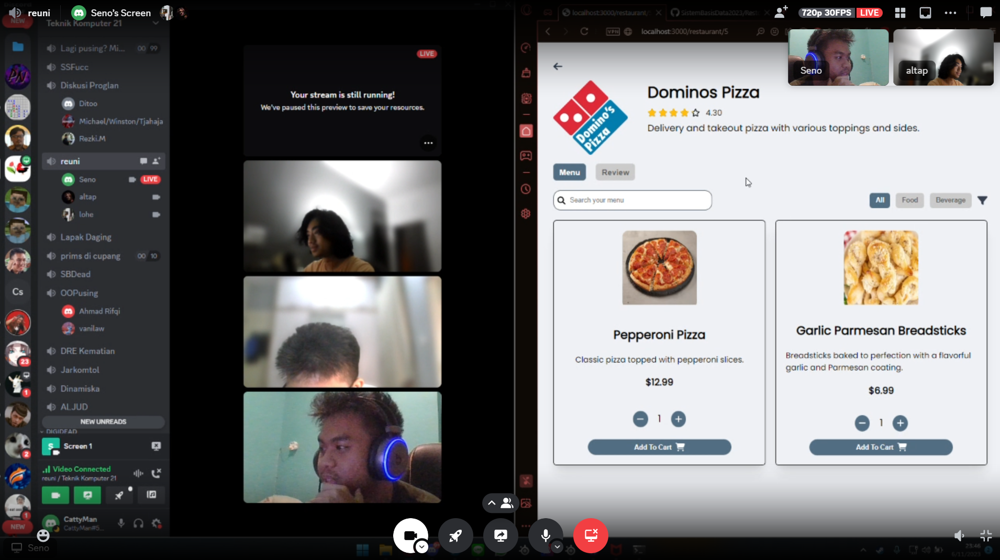 reuni
Seno's Screen
720p 30FPS
LIVE
NEW
Teknik Komputer 21
Lagi pusing? Mi...
00 99
SSFucc
Diskusi Proglan
Ditoo
Michael/Winston/Tjahaja
Rezki.M
reuni
Seno
LIVE
altap
lohe
Lapak Daging
prims di cupang
00 10
SBDead
OOPusing
Ahmad Rifqi
vanilaw
DRE Kematian
Jarkomtol
Dinamiska
ALJUD
NEW UNREADS
DIGIDEAD
Cs
23
1
2
1
NEW
S
Screen 1
Video Connected
reuni / Teknik Komputer 21
CattyMan
CattyMan#5...
Seno
LIVE
Your stream is still running!
We've paused this preview to save your resources.
localhost:3000/restaurant/
SistemBasisData2023/Rest
VPN
localhost:3000/restaurant/5
Seno
altap
Domino's
Pizza
Dominos Pizza
4.30
Delivery and takeout pizza with various toppings and sides.
Menu
Review
Search your menu
All
Food
Beverage
Pepperoni Pizza
Classic pizza topped with pepperoni slices.
$12.99
1
Add To Cart
Garlic Parmesan Breadsticks
Breadsticks baked to perfection with a flavorful
garlic and Parmesan coating.
$6.99
1
Add To Cart
23:46
6/11/2023